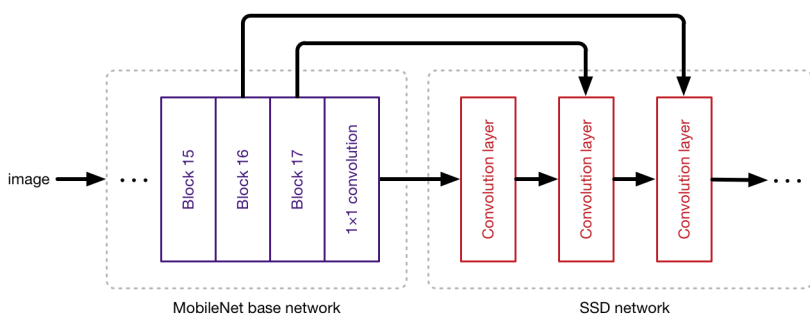 image
...
Block 15
Block 16
Block 17
1×1 convolution
Convolution layer
Convolution layer
Convolution layer
...
MobileNet base network
SSD network